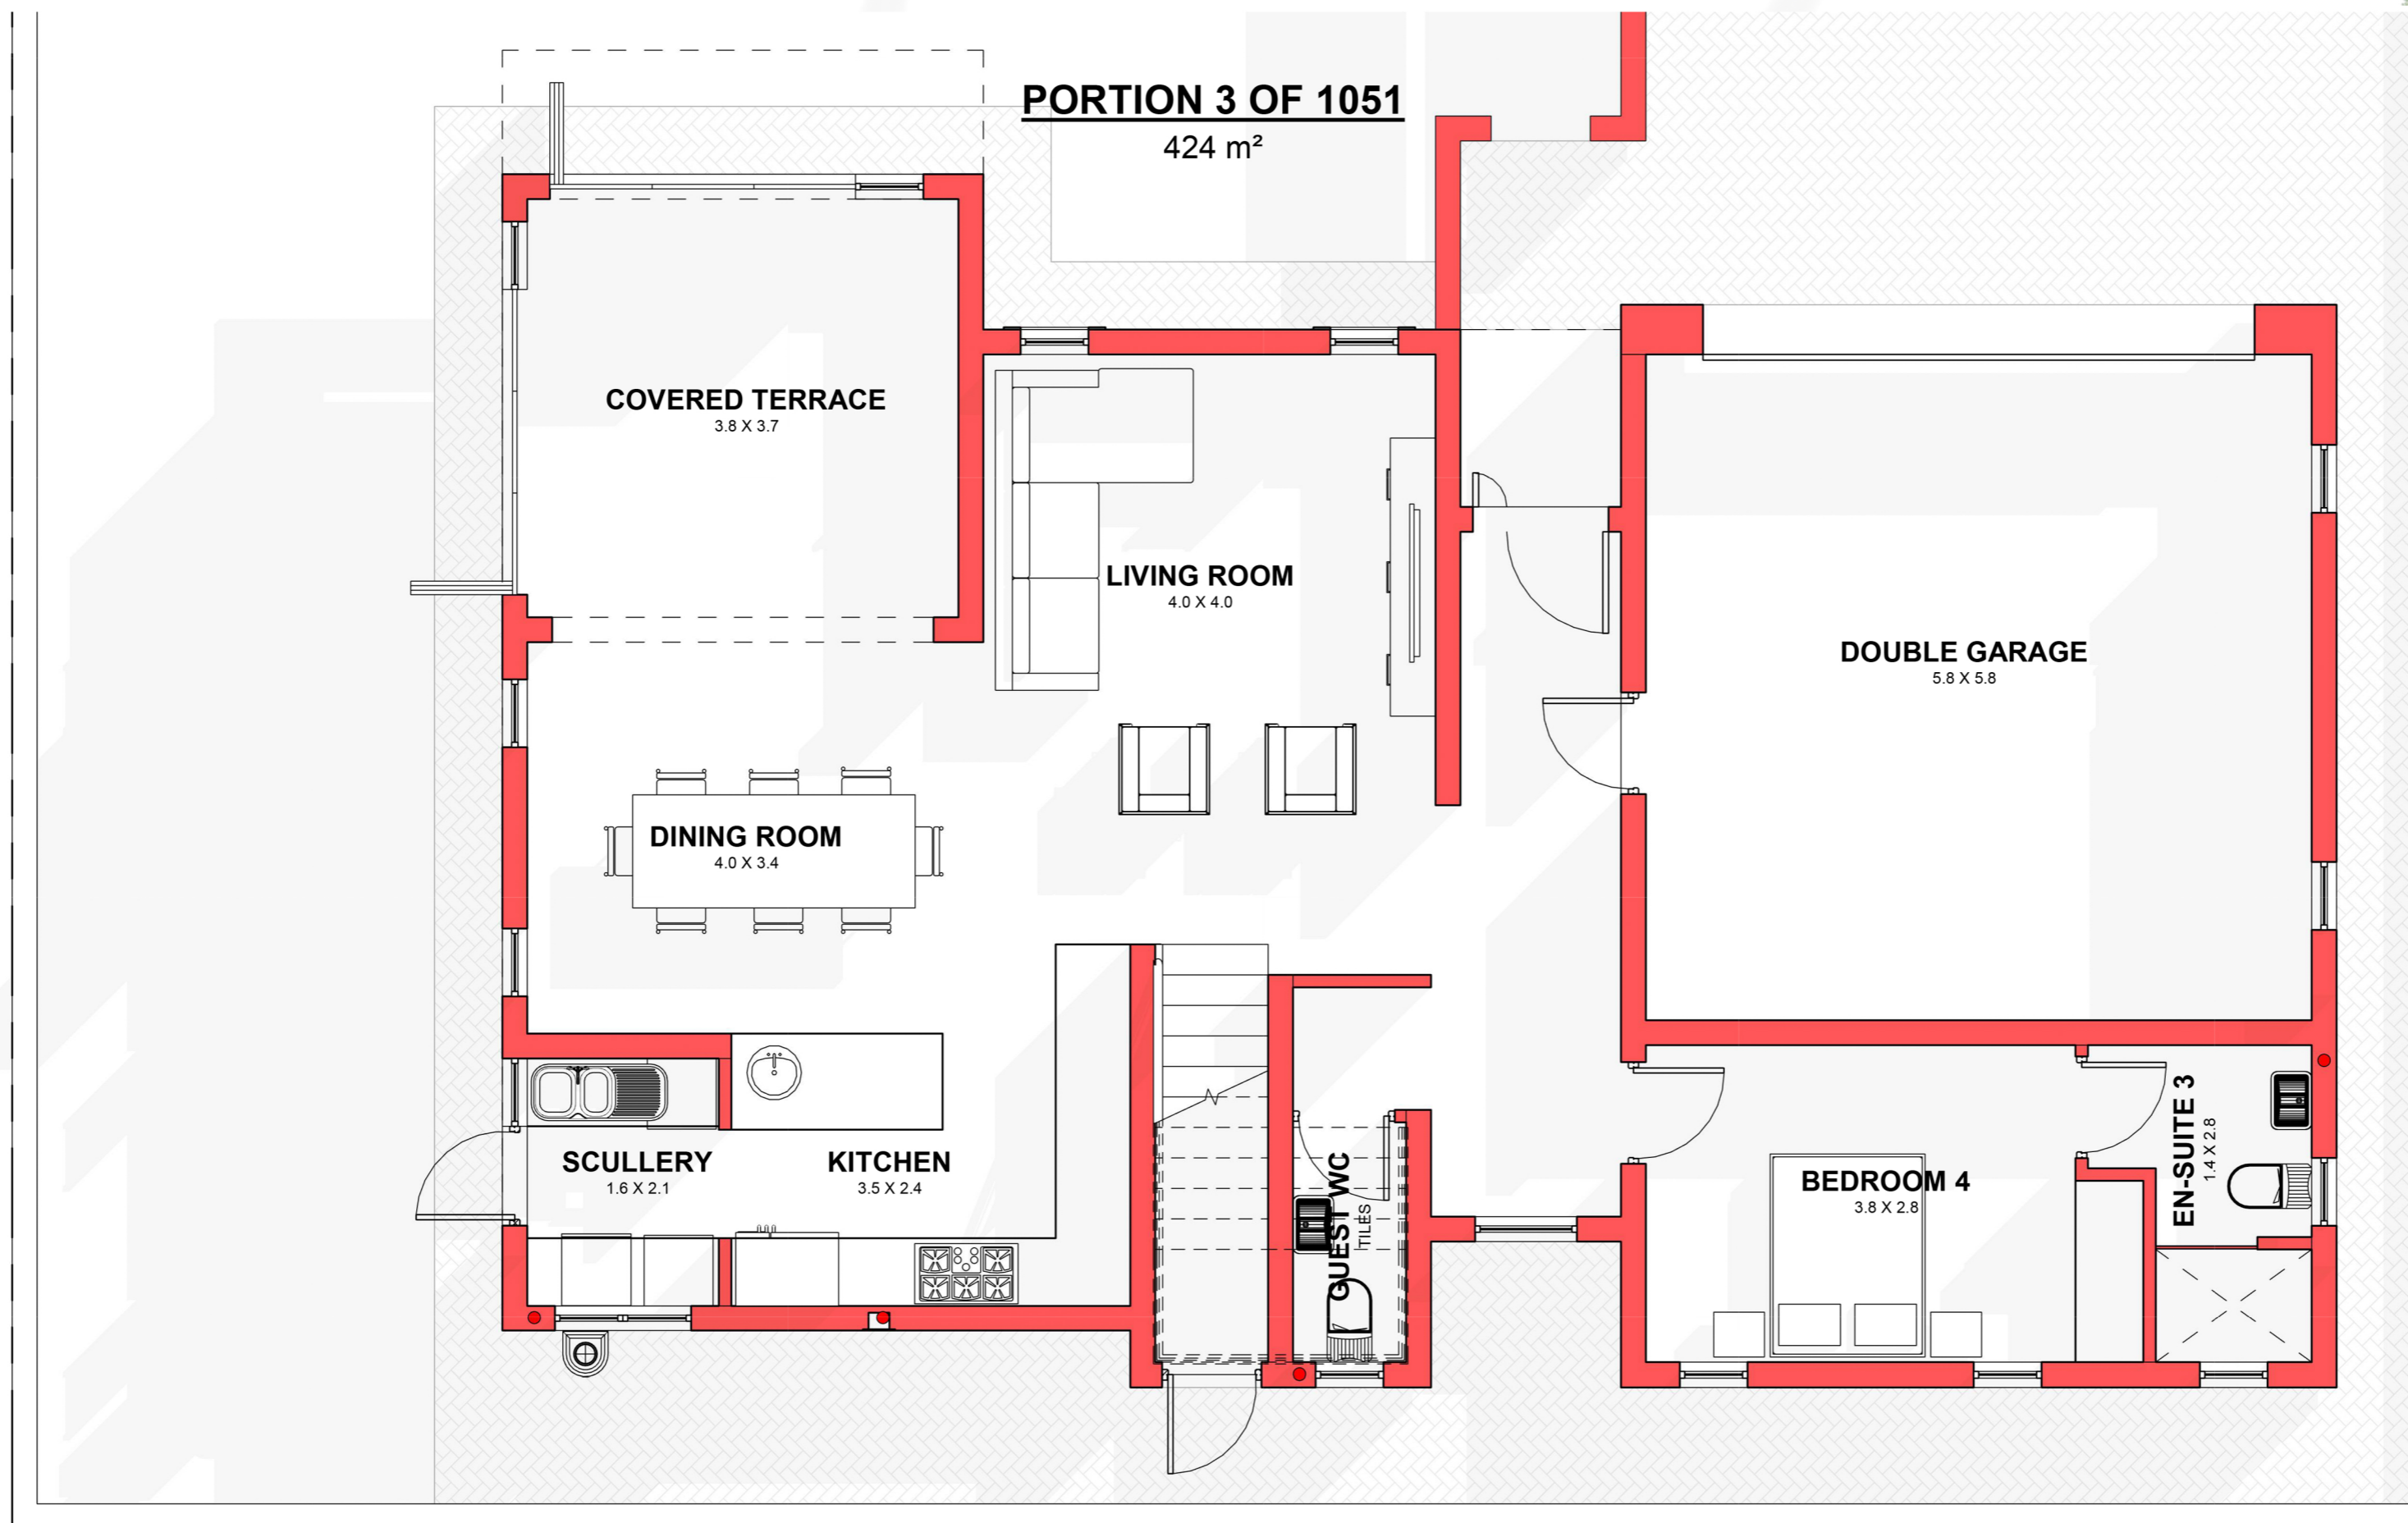 PORTION 3 OF 1051
424 m²
COVERED TERRACE
3.8 X 3.7
LIVING ROOM
4.0 X 4.0
DOUBLE GARAGE
5.8 X 5.8
DINING ROOM
4.0 X 3.4
SCULLERY
1.6 X 2.1
KITCHEN
3.5 X 2.4
GUEST WC
TILES
BEDROOM 4
3.8 X 2.8
EN-SUITE 3
1.4 X 2.8